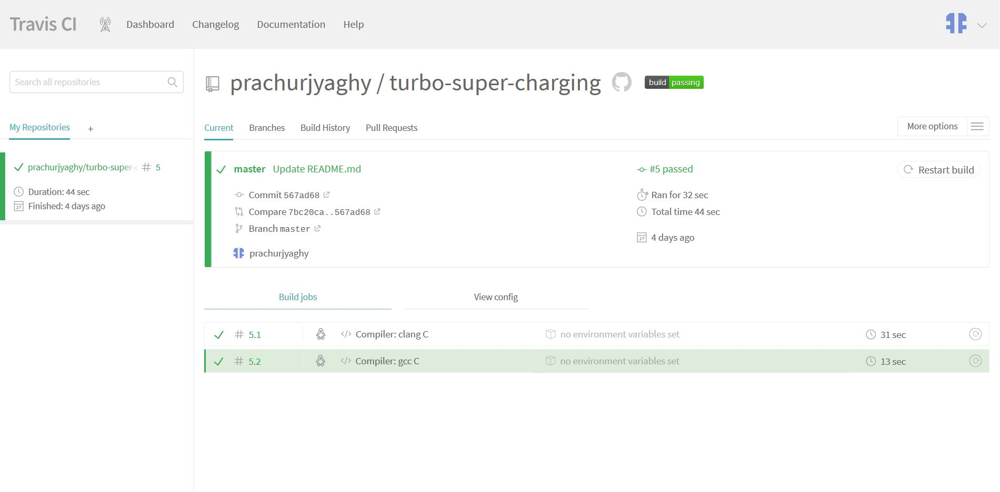 Travis CI Dashboard Changelog Documentation Help
Search all repositories
My Repositories +
prachurjyaghy/turbo-super-c # 5
Duration: 44 sec
27 Finished: 4 days ago
prachurjyaghy / turbo-super-charging build passing
Current Branches Build History Pull Requests More options
master Update README.md #5 passed Restart build
Commit 567ad68 Ran for 32 sec
Compare 7bc20ca..567ad68 Total time 44 sec
Branch master
27 4 days ago
prachurjyaghy
Build jobs View config
# 5.1 </> Compiler: clang C no environment variables set 31 sec
# 5.2 </> Compiler: gcc C no environment variables set 13 sec